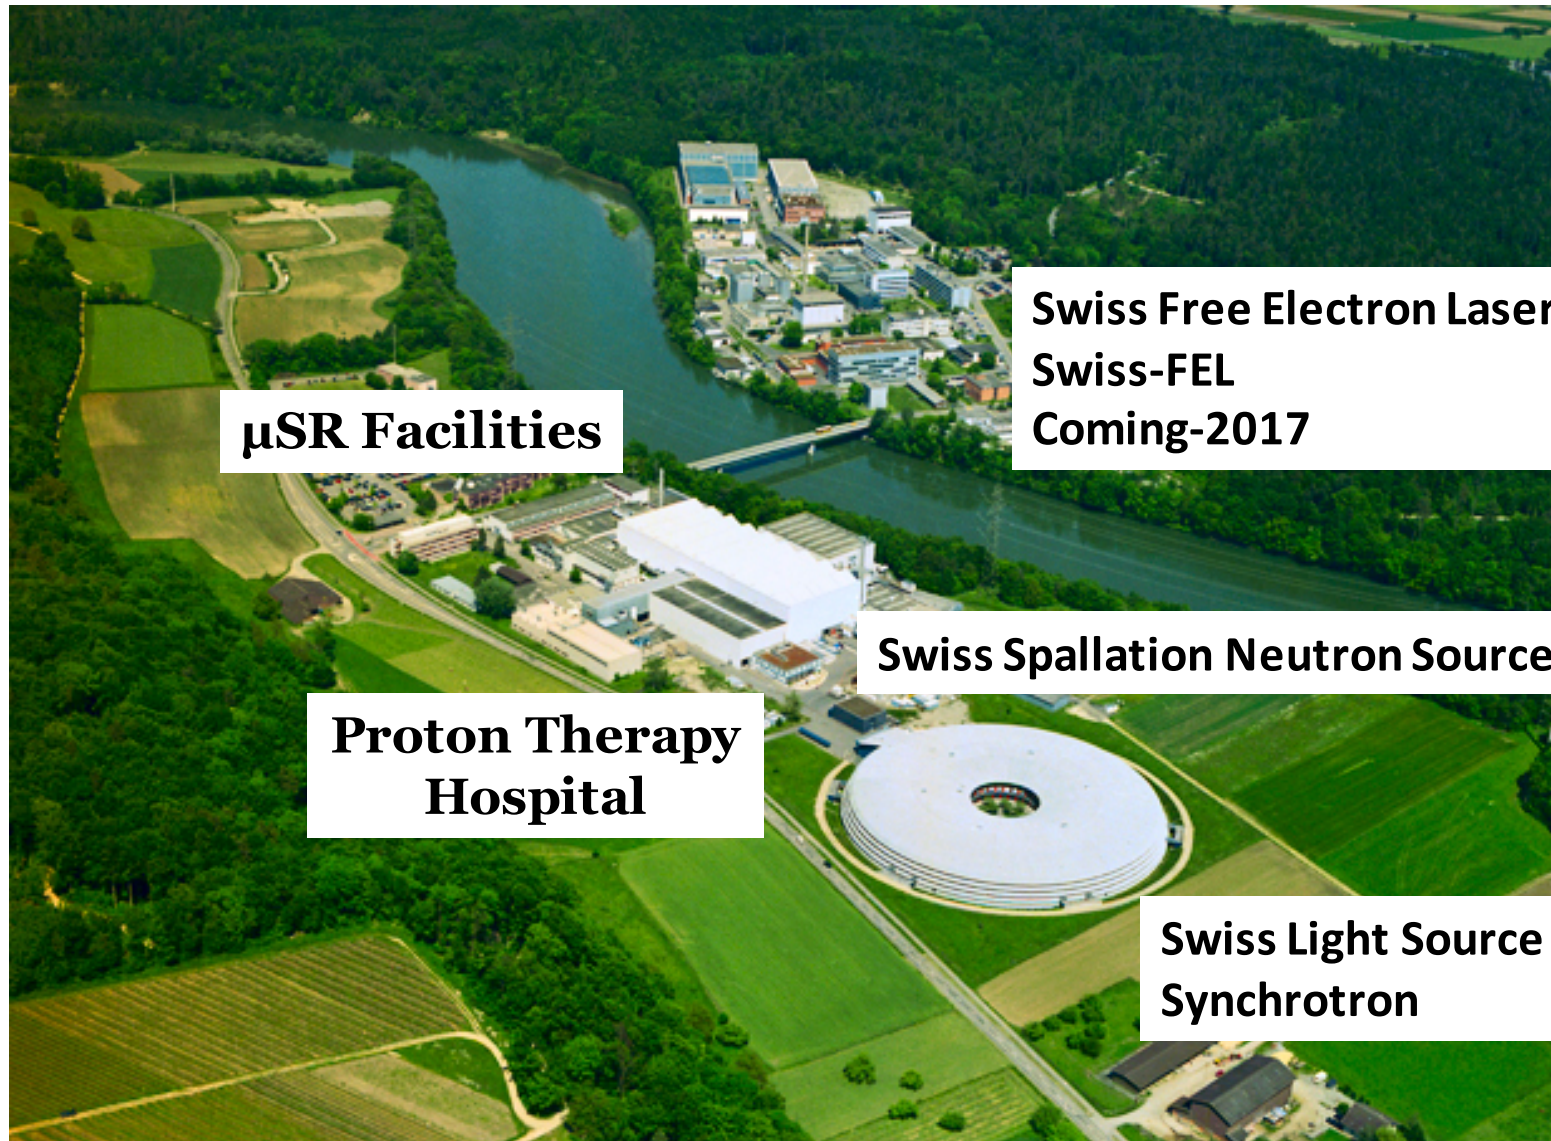 Swiss Free Electron Laser
Swiss-FEL
Coming-2017
µSR Facilities
Swiss Spallation Neutron Source
Proton Therapy
Hospital
Swiss Light Source
Synchrotron